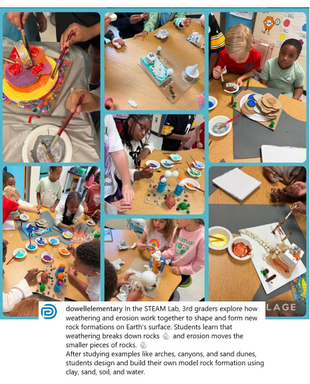 LAGE
dowellelementary In the STEAM Lab, 3rd graders explore how
weathering and erosion work together to shape and form new
rock formations on Earth's surface. Students learn that
weathering breaks down rocks 👌🏻 and erosion moves the
smaller pieces of rocks. 👌🏻
After studying examples like arches, canyons, and sand dunes,
students design and build their own model rock formation using
clay, sand, soil, and water.